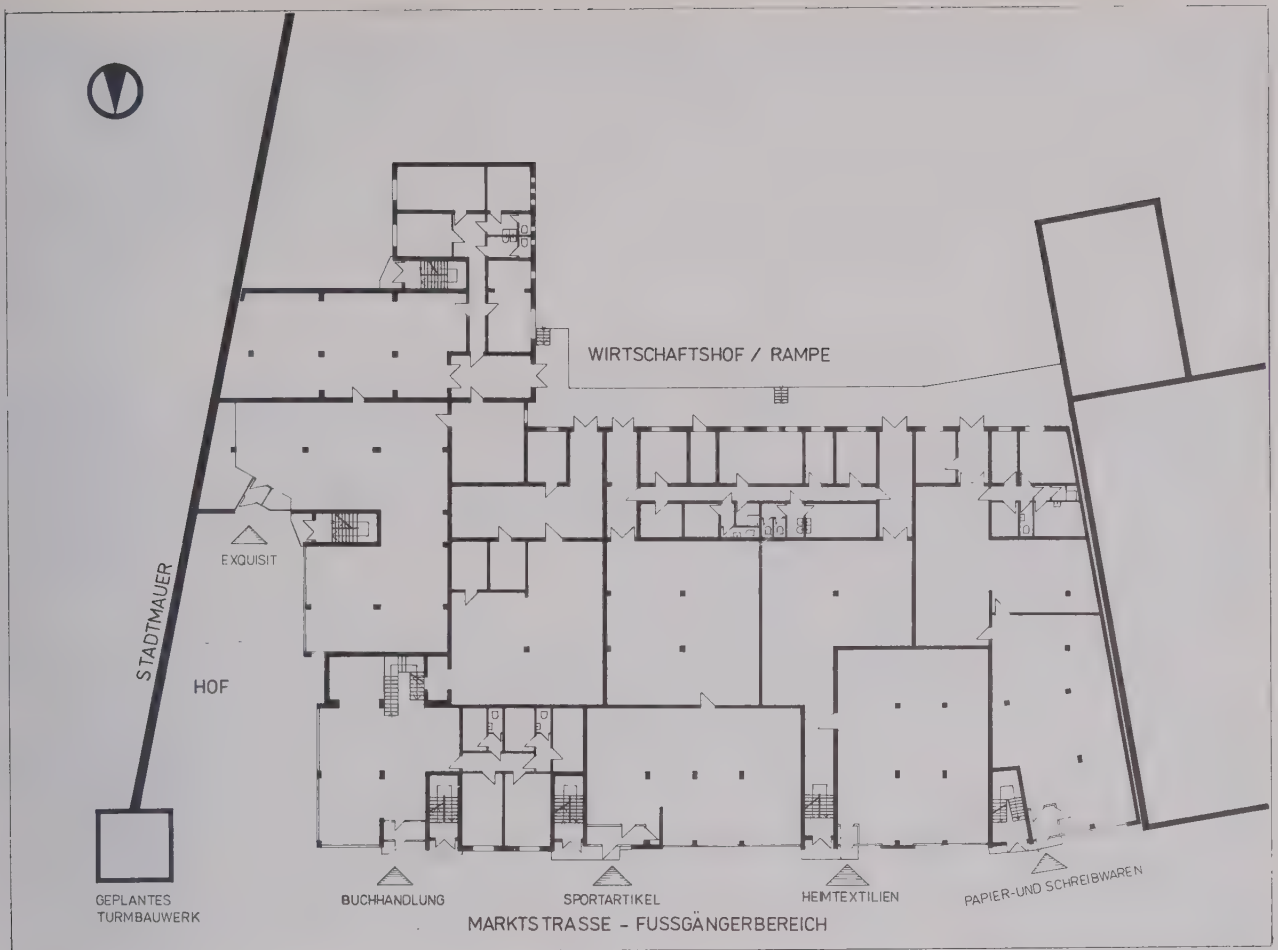 WIRTSCHAFTSHOF / RAMPE
EXQUISIT
STADTMAUER
HOF
GEPLANTES
TURMBAUWERK
BUCHHANDLUNG
SPORTARTIKEL
HEIMTEXTILIEN
PAPIER-UND SCHREIBWAREN
MARKTSTRASSE - FUSSGÄNGERBEREICH